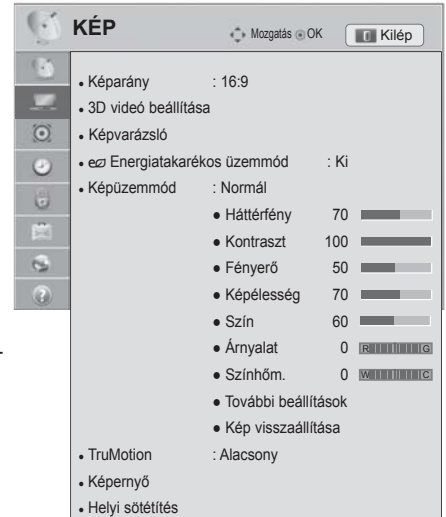 KÉP
Mozgatás OK
Kilép
• Képarány : 16:9
• 3D videó beállítása
• Képvarázsló
• Energiatakarékos üzemmód : Ki
• Képüzemmód : Normál
• Háttérfény 70
• Kontraszt 100
• Fényerő 50
• Képélesség 70
• Szín 60
• Árnyalat 0 R G
• Színhőm. 0 W C
• További beállítások
• Kép visszaállítása
• TruMotion : Alacsony
• Képernyő
• Helyi sötétítés